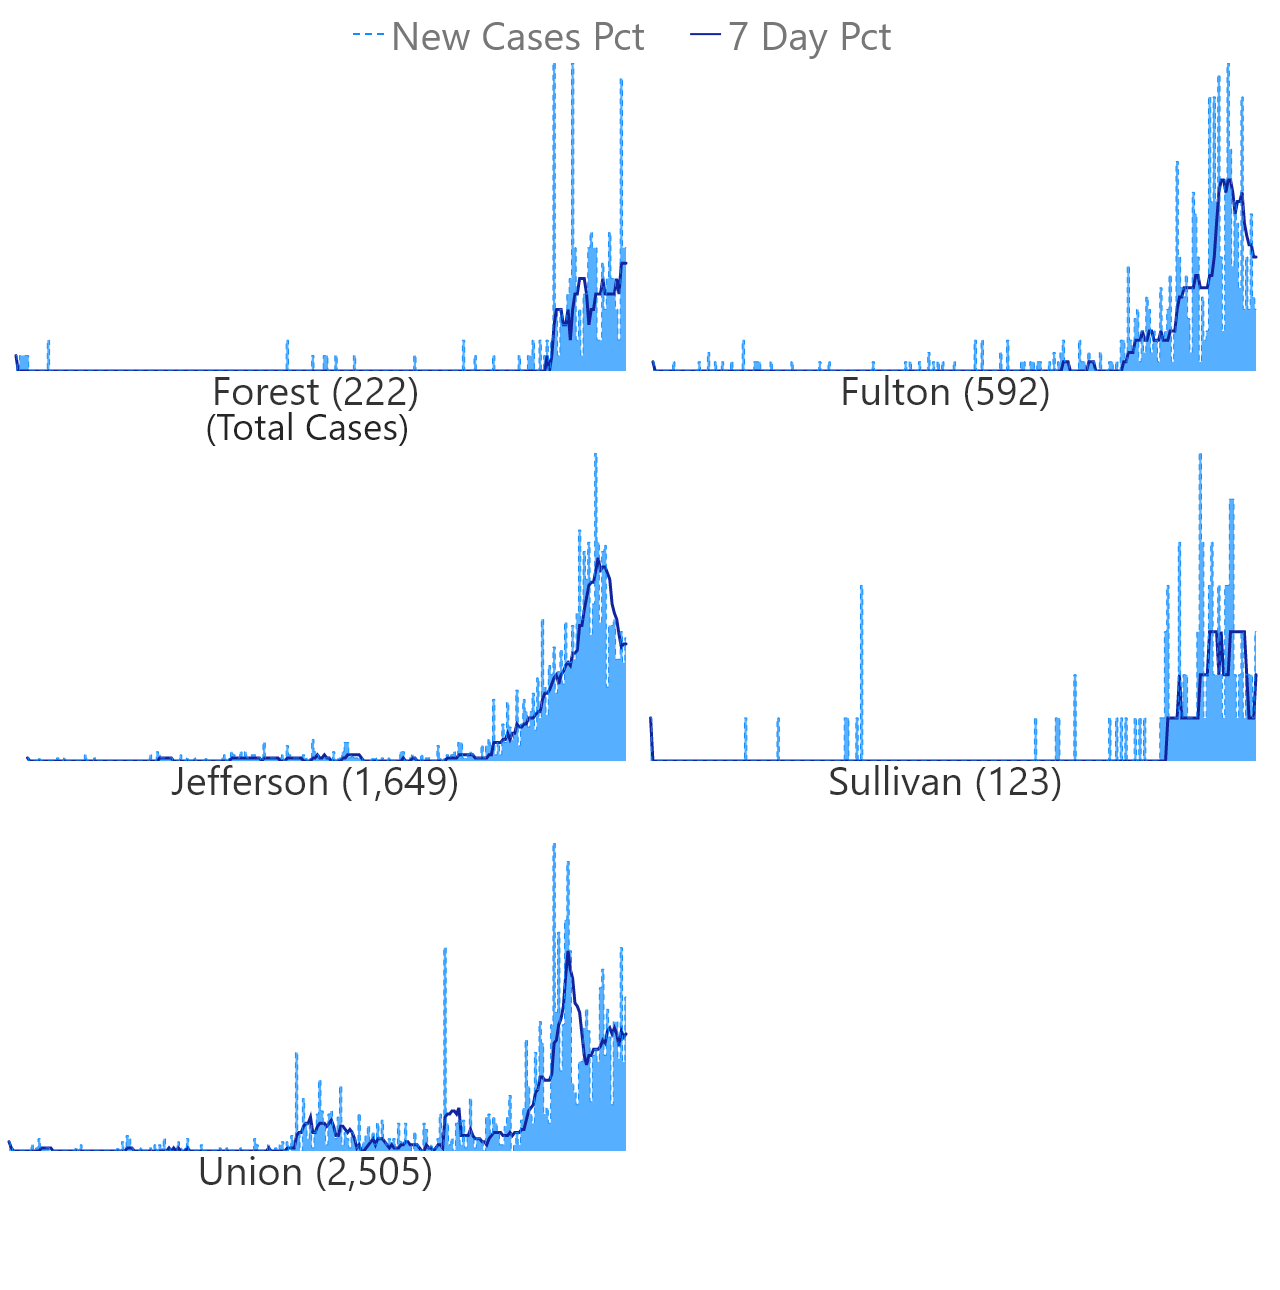 New Cases Pct 7 Day Pct
Forest (222)
(Total Cases)
Fulton (592)
Jefferson (1,649)
Sullivan (123)
Union (2,505)